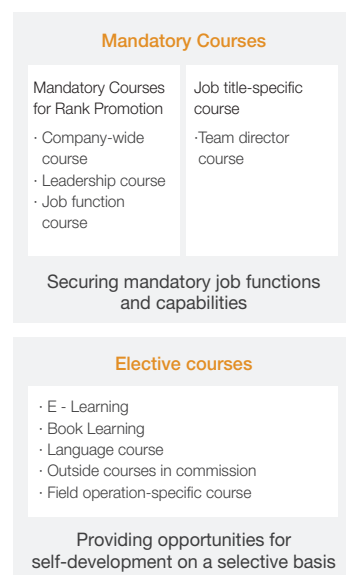 Mandatory Courses
Mandatory Courses
for Rank Promotion
· Company-wide
course
· Leadership course
· Job function
course
Job title-specific
course
·Team director
course
Securing mandatory job functions
and capabilities
Elective courses
· E - Learning
· Book Learning
· Language course
· Outside courses in commission
· Field operation-specific course
Providing opportunities for
self-development on a selective basis